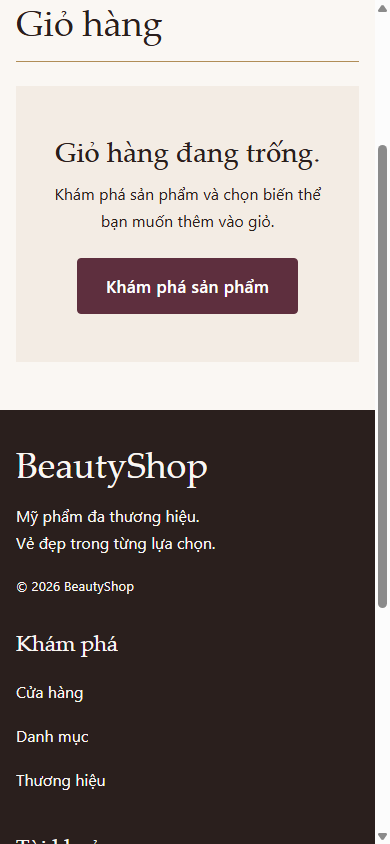 Giỏ hàng
Giỏ hàng đang trống.
Khám phá sản phẩm và chọn biến thể
bạn muốn thêm vào giỏ.
Khám phá sản phẩm
BeautyShop
Mỹ phẩm đa thương hiệu.
Vẻ đẹp trong từng lựa chọn.
© 2026 BeautyShop
Khám phá
Cửa hàng
Danh mục
Thương hiệu